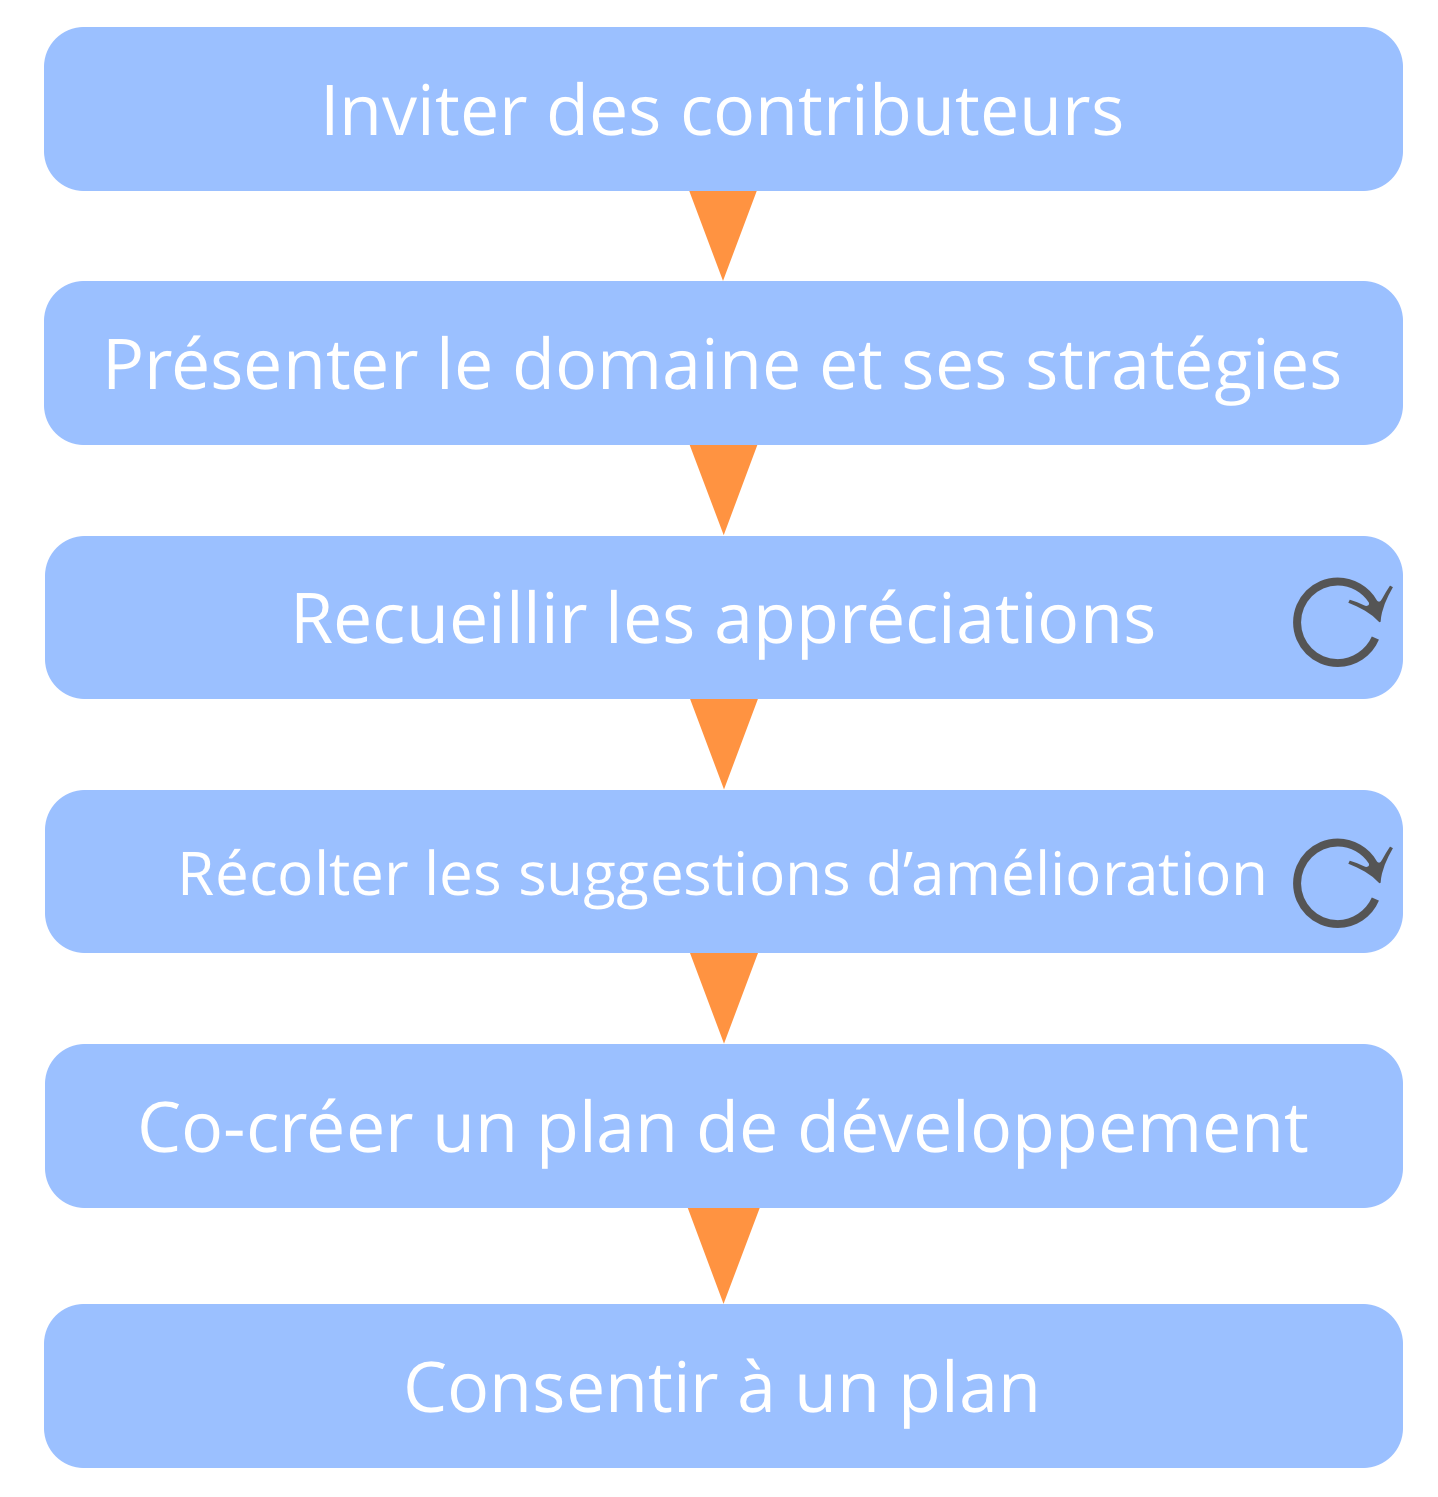 Inviter des contributeurs
Présenter le domaine et ses stratégies
Recueillir les appréciations
Récolter les suggestions d’amélioration
Co-créer un plan de développement
Consentir à un plan